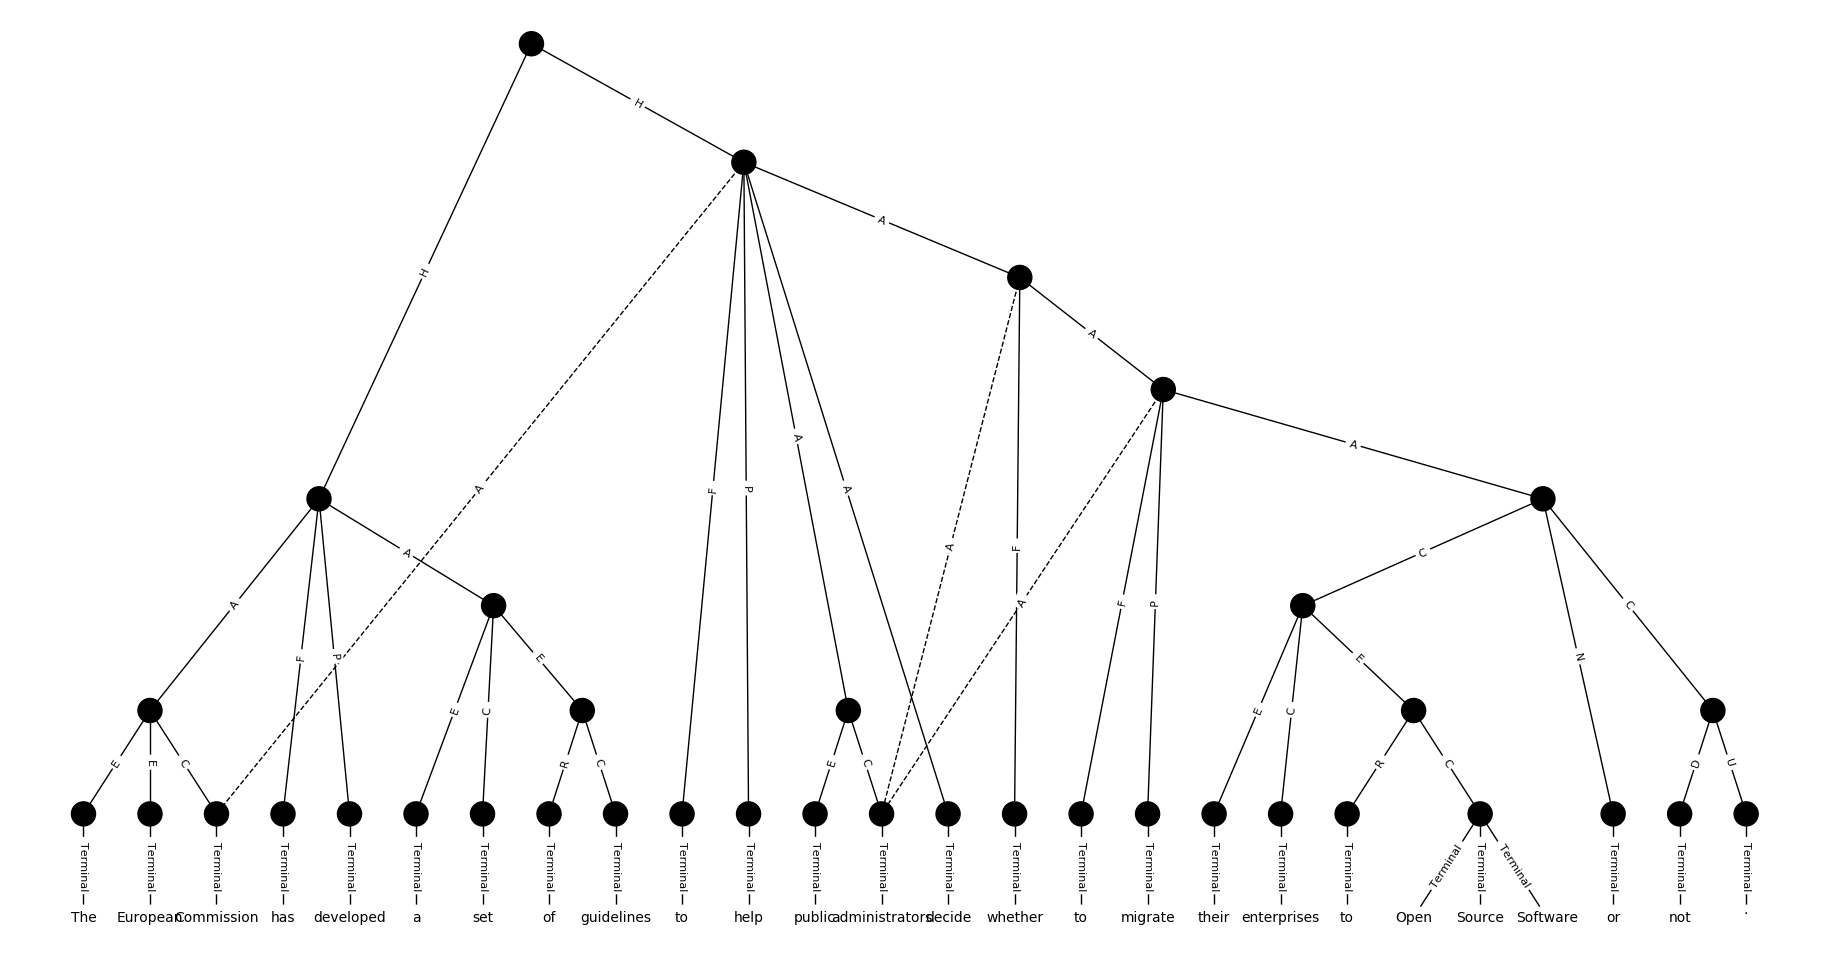 H
H
A
A
H
A
A
A
F
P
A
A
A
F
A
A
F
P
C
A
F
P
A
E
C
E
E
C
E
N
C
E
E
C
R
C
E
C
R
C
D
U
Terminal Terminal Terminal Terminal Terminal Terminal Terminal Terminal Terminal Terminal Terminal Terminal Terminal Terminal Terminal Terminal Terminal Terminal Terminal Terminal Terminal Terminal Terminal Terminal Terminal Terminal
The European Commission has developed a set of guidelines to help public administrators decide whether to migrate their enterprises to Open Source Software or not .